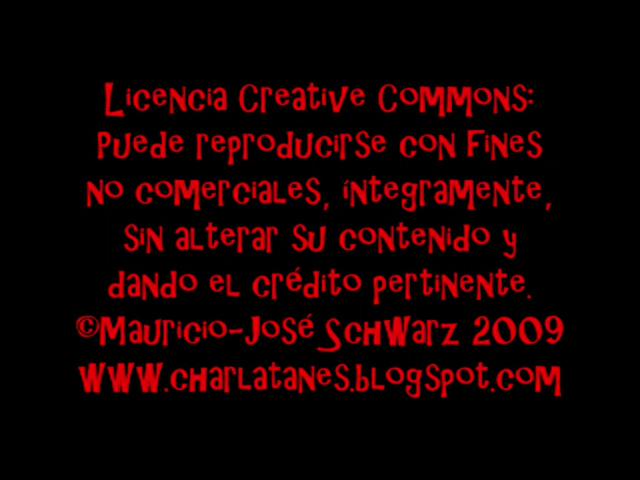 Licencia Creative Commons:
Puede reproducirse con fines
no comerciales, íntegramente,
sin alterar su contenido y
dando el crédito pertinente.
©Mauricio-José Schwarz 2009
www.charlatanes.blogspot.com